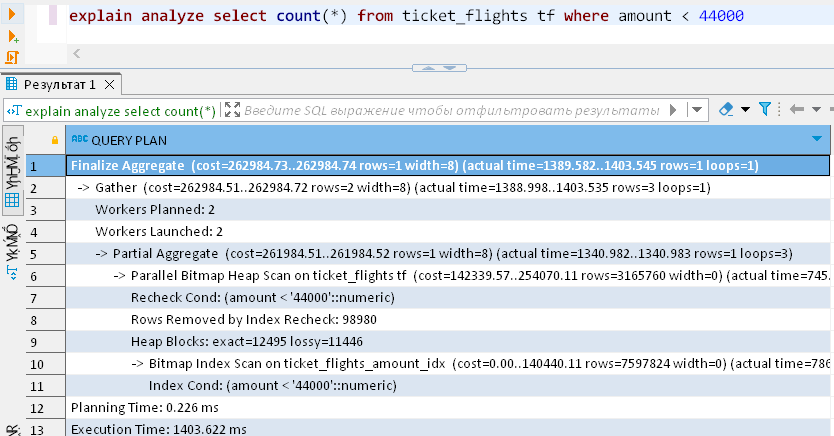 explain analyze select count(*) from ticket_flights tf where amount < 44000
Результат 1
explain analyze select count(*)
Введите SQL выражение чтобы отфильтровать результаты
ABC QUERY PLAN
1 Finalize Aggregate (cost=262984.73..262984.74 rows=1 width=8) (actual time=1389.582..1403.545 rows=1 loops=1)
2 -> Gather (cost=262984.51..262984.72 rows=2 width=8) (actual time=1388.998..1403.535 rows=3 loops=1)
3 Workers Planned: 2
4 Workers Launched: 2
5 -> Partial Aggregate (cost=261984.51..261984.52 rows=1 width=8) (actual time=1340.982..1340.983 rows=1 loops=3)
6 -> Parallel Bitmap Heap Scan on ticket_flights tf (cost=142339.57..254070.11 rows=3165760 width=0) (actual time=745.
7 Recheck Cond: (amount < '44000'::numeric)
8 Rows Removed by Index Recheck: 98980
9 Heap Blocks: exact=12495 lossy=11446
10 -> Bitmap Index Scan on ticket_flights_amount_idx (cost=0.00..140440.11 rows=7597824 width=0) (actual time=786
11 Index Cond: (amount < '44000'::numeric)
12 Planning Time: 0.226 ms
13 Execution Time: 1403.622 ms